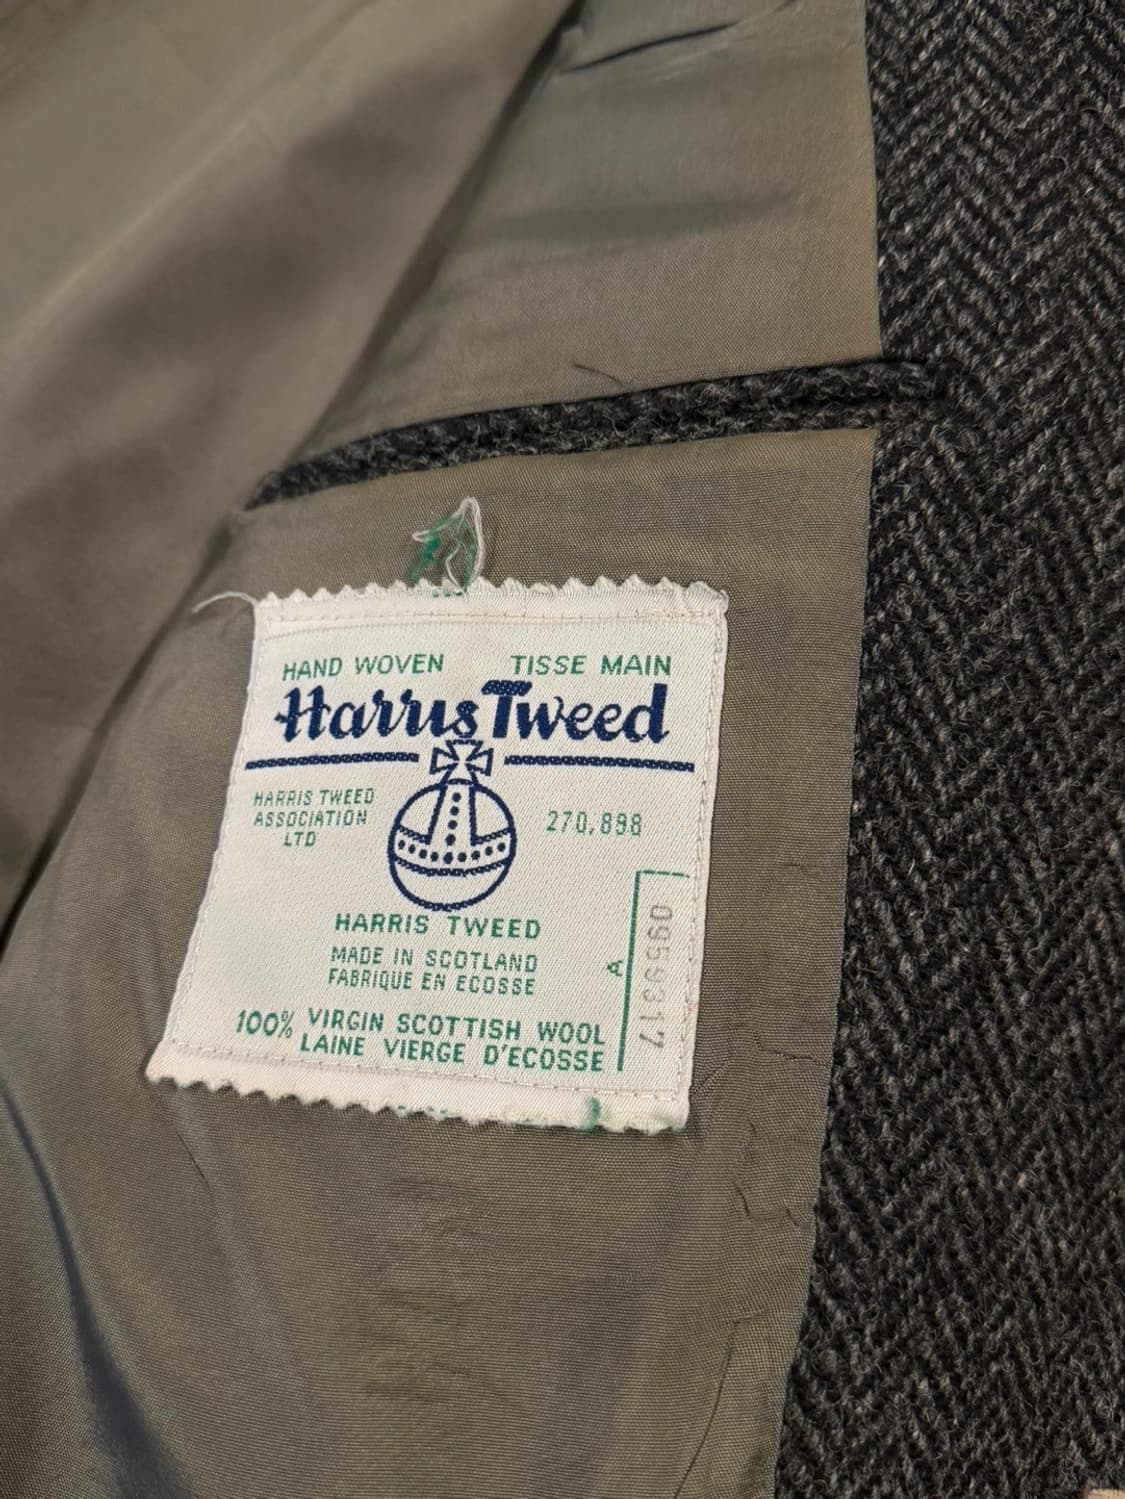 HAND WOVEN TISSE MAIN
Harris Tweed
HARRIS TWEED
ASSOCIATION
LTD
270,898
HARRIS TWEED
MADE IN SCOTLAND
FABRIQUE EN ECOSSE
100% VIRGIN SCOTTISH WOOL
LAINE VIERGE D'ECOSSE
A